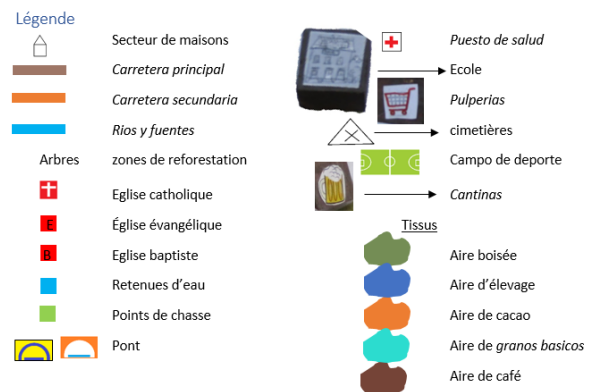 Légende
Secteur de maisons
Carretera principal
Carretera secundaria
Rios y fuentes
Arbres zones de reforestation
Eglise catholique
E Église évangélique
B Eglise baptiste
Retenues d'eau
Points de chasse
Pont
Puesto de salud
Ecole
Pulperias
cimetières
Campo de deporte
Cantinas
Tissus
Aire boisée
Aire d'élevage
Aire de cacao
Aire de granos basicos
Aire de café